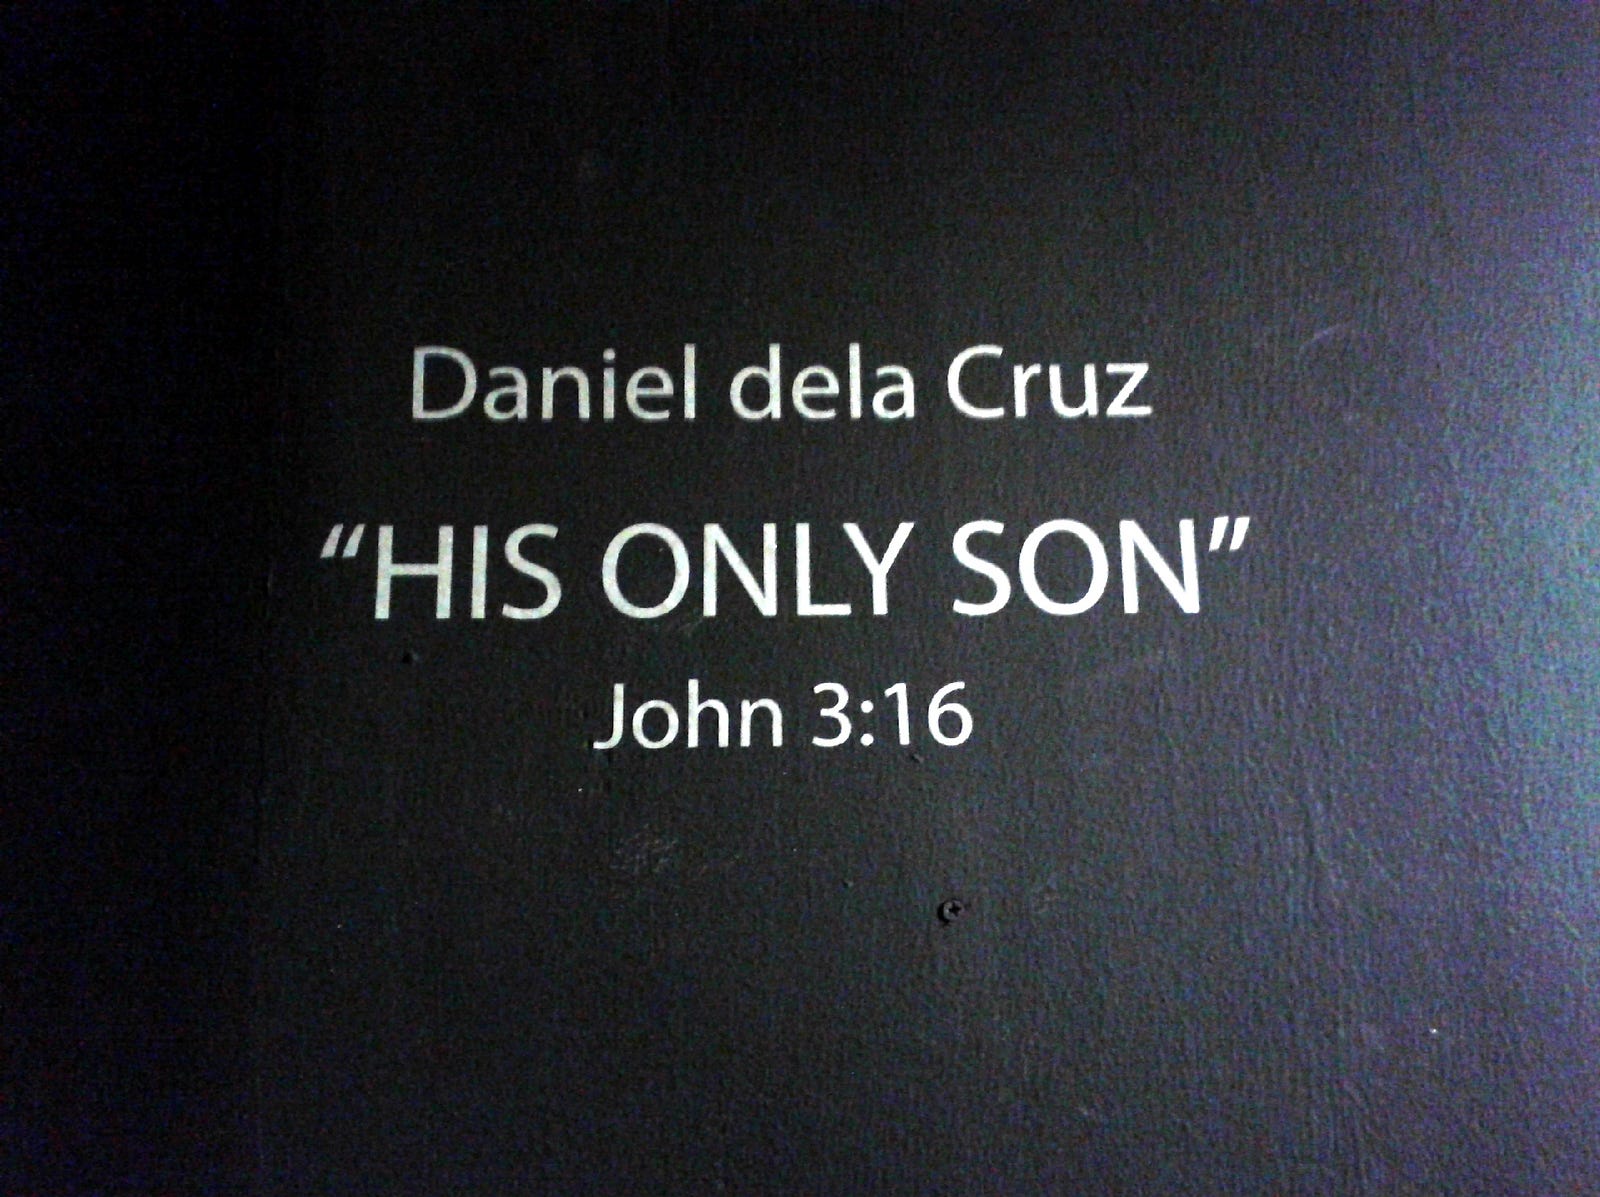 Daniel dela Cruz
“HIS ONLY SON”
John 3:16